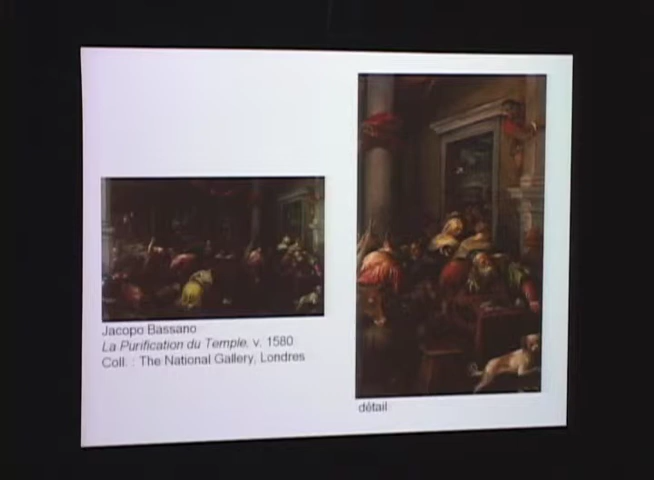 Jacopo Bassano
La Purification du Temple, v. 1580
Coll. : The National Gallery, Londres
détail